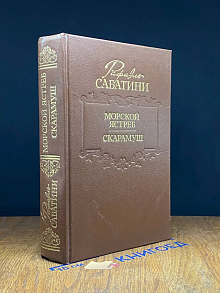 Рафаэль
САБАТИНИ
МОРСКОЙ
ЯСТРЕБ
СКАРАМУШ
САБАТИНИ
МОРСКОЙ ЯСТРЕБ
СКАРАМУШ